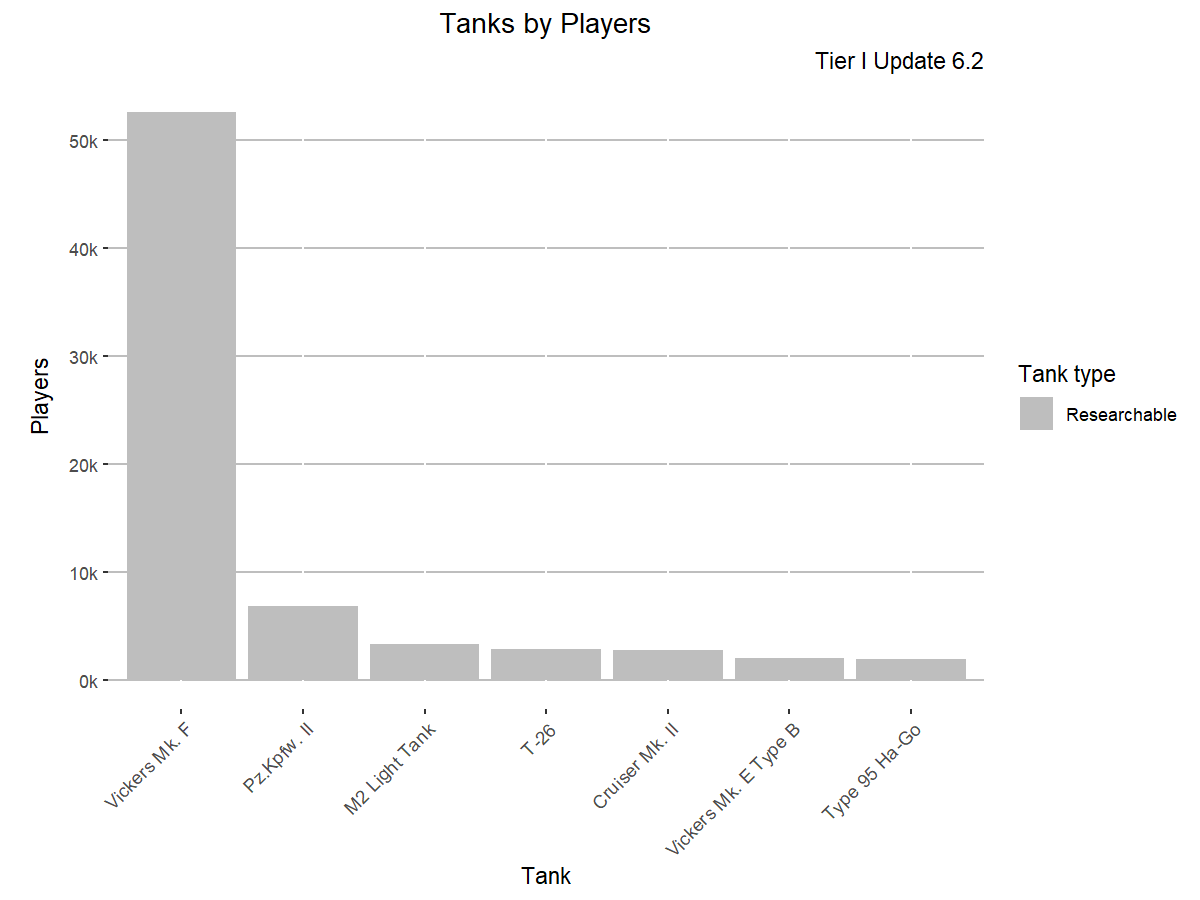 Tanks by Players
Tier I Update 6.2
50k
40k
30k
20k
10k
0k
Players
Vickers Mk. F
Pz.Kpfw. II
M2 Light Tank
T-26
Cruiser Mk. II
Vickers Mk. E Type B
Type 95 Ha-Go
Tank
Tank type
Researchable